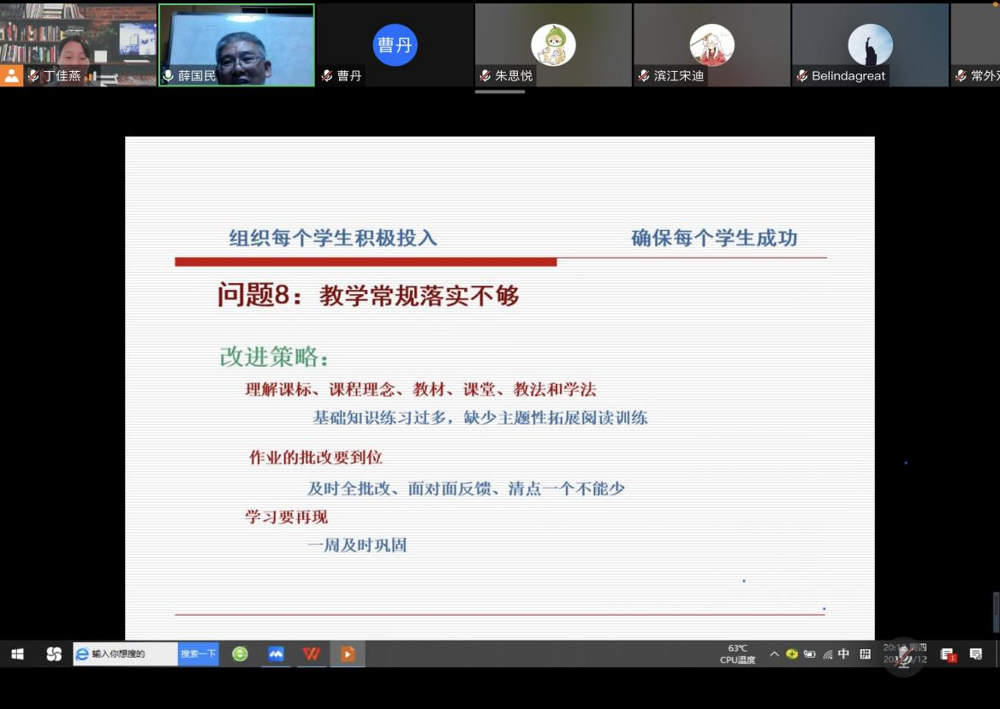 丁佳燕
薛国民
曹丹
曹丹
朱思悦
滨江宋迪
Belindagreat
常外
组织每个学生积极投入
确保每个学生成功
问题8：教学常规落实不够
改进策略：
理解课标、课程理念、教材、课堂、教法和学法
基础知识练习过多，缺少主题性拓展阅读训练
作业的批改要到位
及时全批改、面对面反馈、清点一个不能少
学习要再现
一周及时巩固
输入你想搜的
搜索一下
63℃
CPU温度
中
周四
1